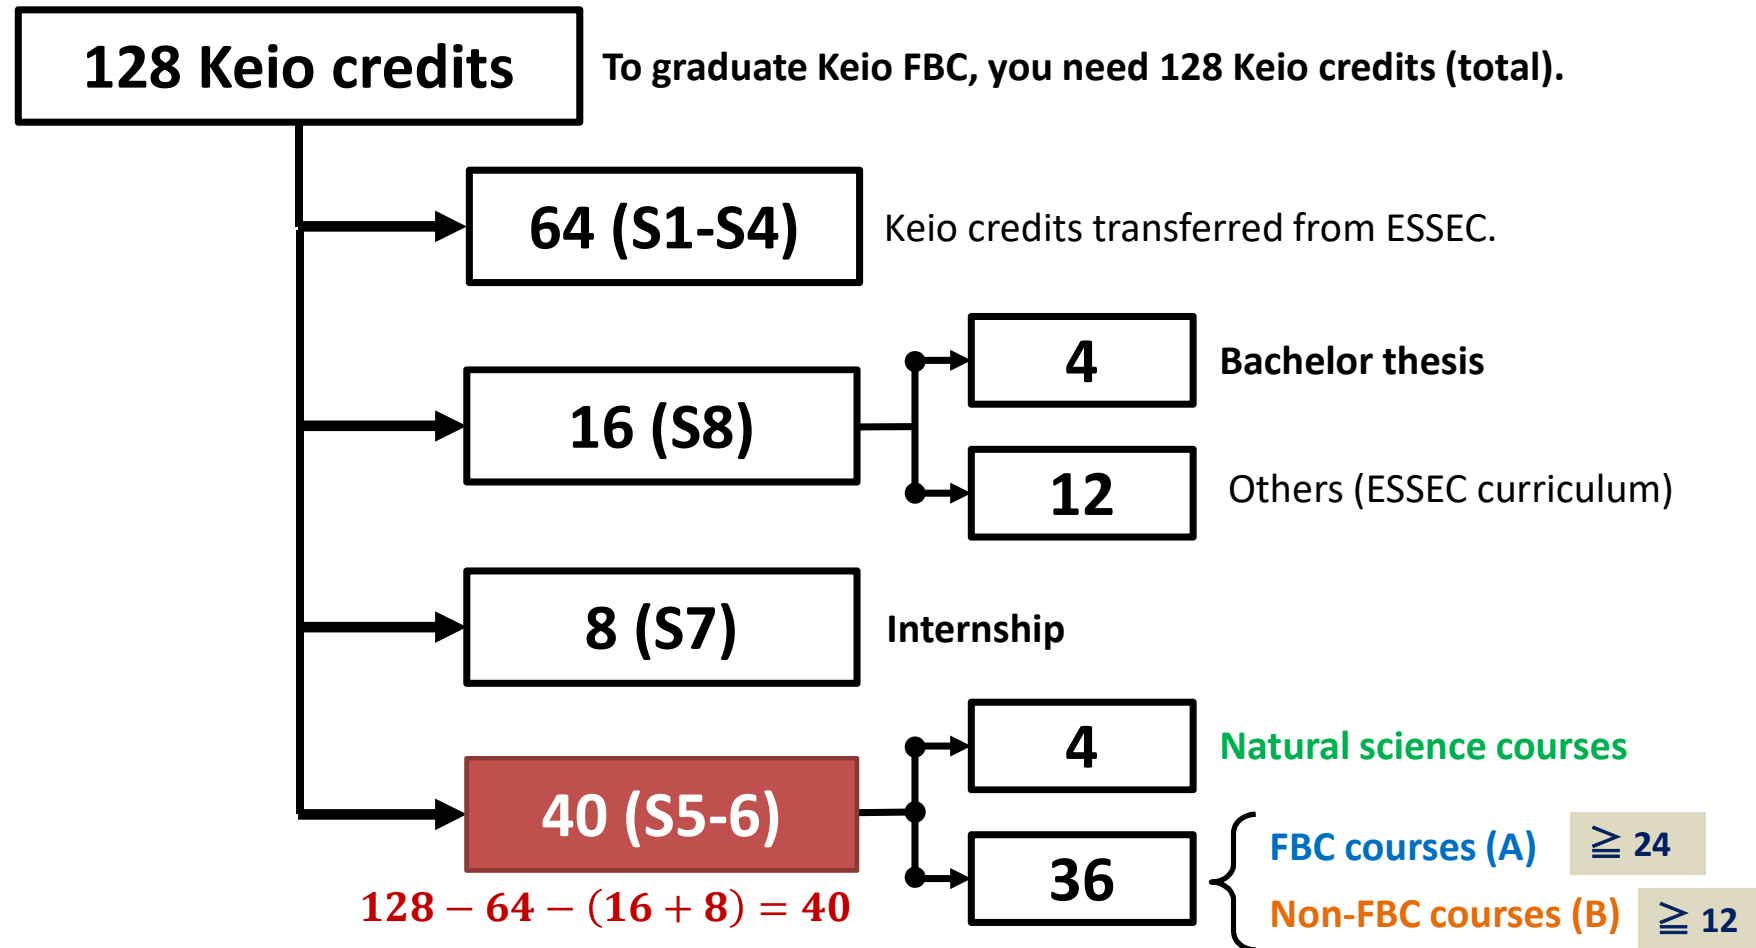 128 Keio credits
To graduate Keio FBC, you need 128 Keio credits (total).
64 (S1-S4)
Keio credits transferred from ESSEC.
16 (S8)
4
Bachelor thesis
12
Others (ESSEC curriculum)
8 (S7)
Internship
40 (S5-6)
128 − 64 − (16 + 8) = 40
4
Natural science courses
36
FBC courses (A)
≧ 24
Non-FBC courses (B)
≧ 12